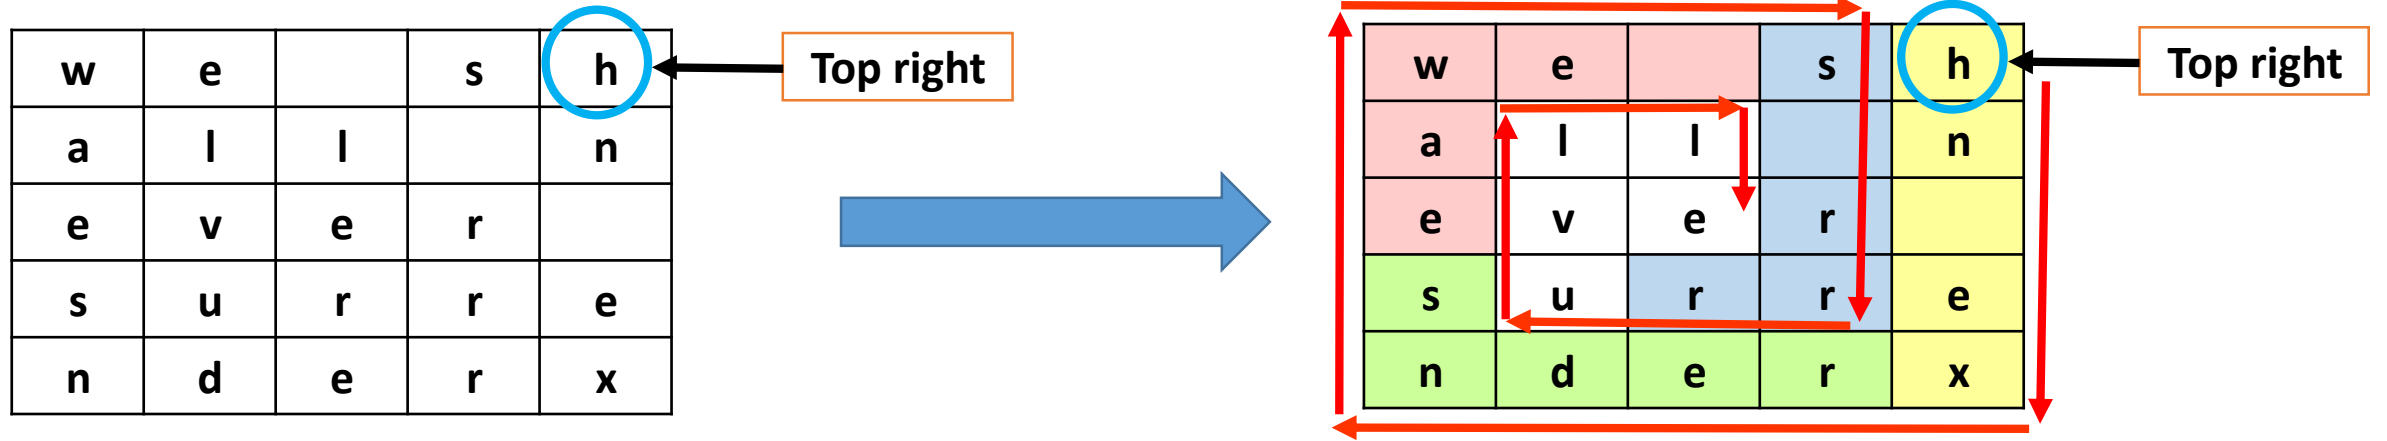 w e s h
a l l n
e v e r
s u r r e
n d e r x
Top right
w e s h
a l l n
e v e r
s u r r e
n d e r x
Top right